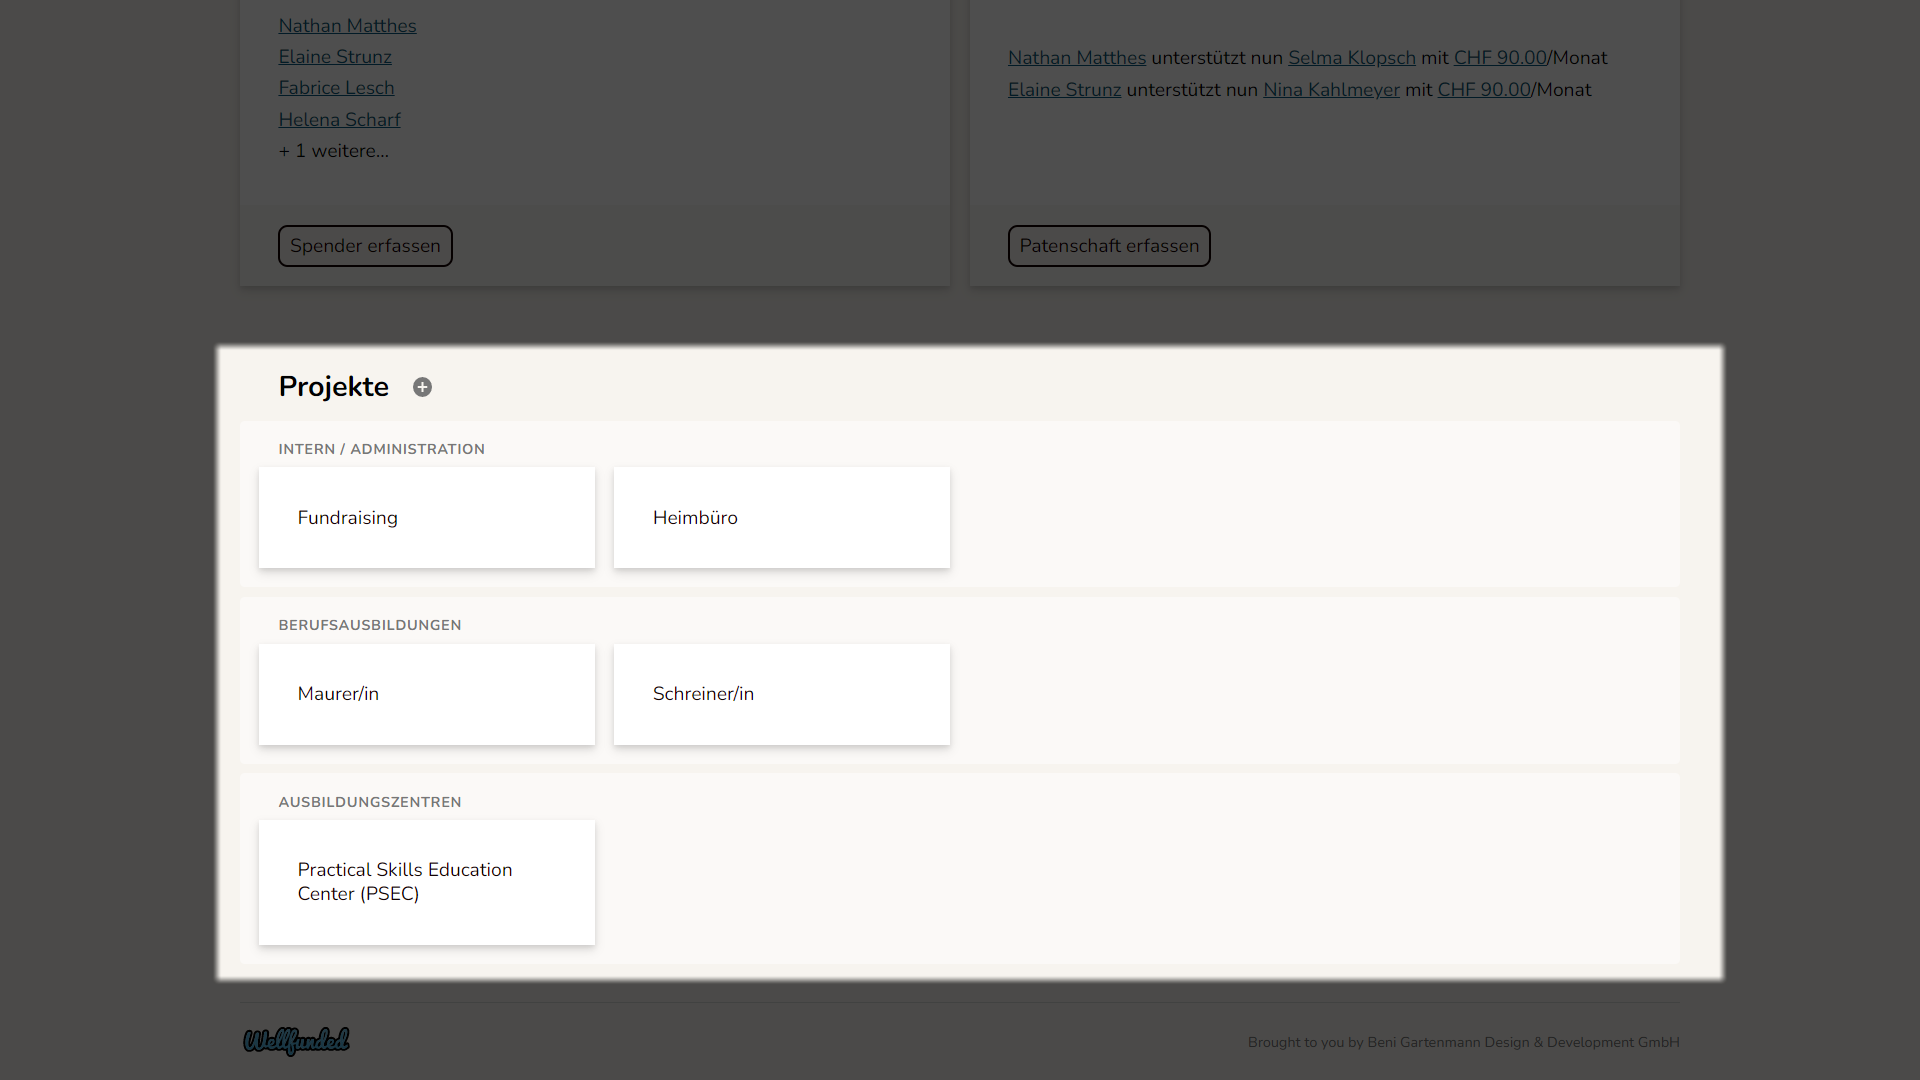 Nathan Matthes
Elaine Strunz
Fabrice Lesch
Helena Scharf
+ 1 weitere...
Spender erfassen
Nathan Matthes unterstützt nun Selma Klopsch mit CHF 90.00/Monat
Elaine Strunz unterstützt nun Nina Kahlmeyer mit CHF 90.00/Monat
Patenschaft erfassen
Projekte
INTERN / ADMINISTRATION
Fundraising
Heimbüro
BERUFSAUSBILDUNGEN
Maurer/in
Schreiner/in
AUSBILDUNGSZENTREN
Practical Skills Education
Center (PSEC)
Wellfunded
Brought to you by Beni Gartenmann Design & Development GmbH